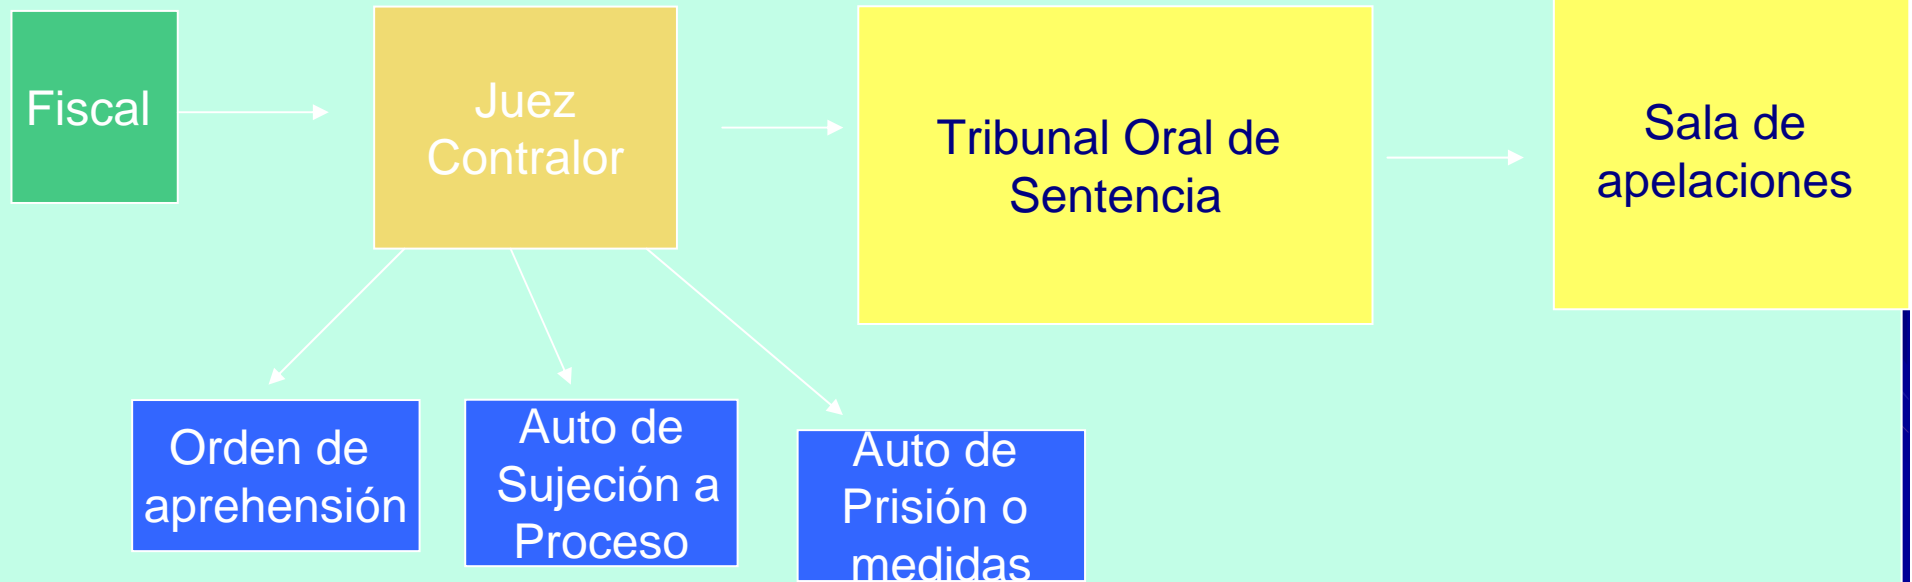 Fiscal
Juez
Contralor
Tribunal Oral de
Sentencia
Sala de
apelaciones
Orden de
aprehensión
Auto de
Sujeción a
Proceso
Auto de
Prisión o
medidas